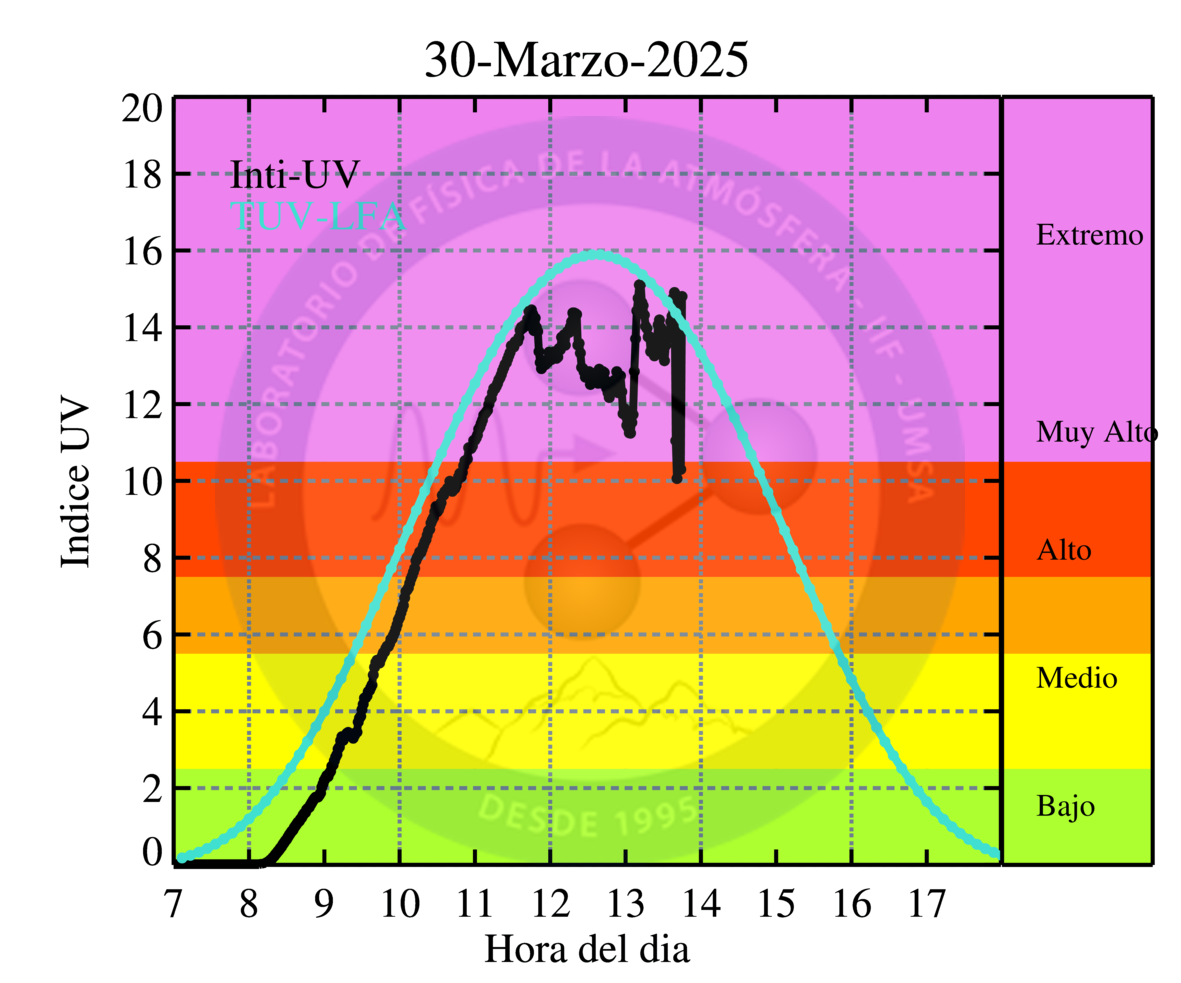 30-Marzo-2025
20
18
16
14
12
10
8
6
4
2
0
Indice UV
Inti-UV
TUV-LFA
LABORATORIO DE FÍSICA DE LA ATMÓSFERA - IIF - UMSA
DESDE 1995
Extremo
Muy Alto
Alto
Medio
Bajo
7 8 9 10 11 12 13 14 15 16 17
Hora del dia